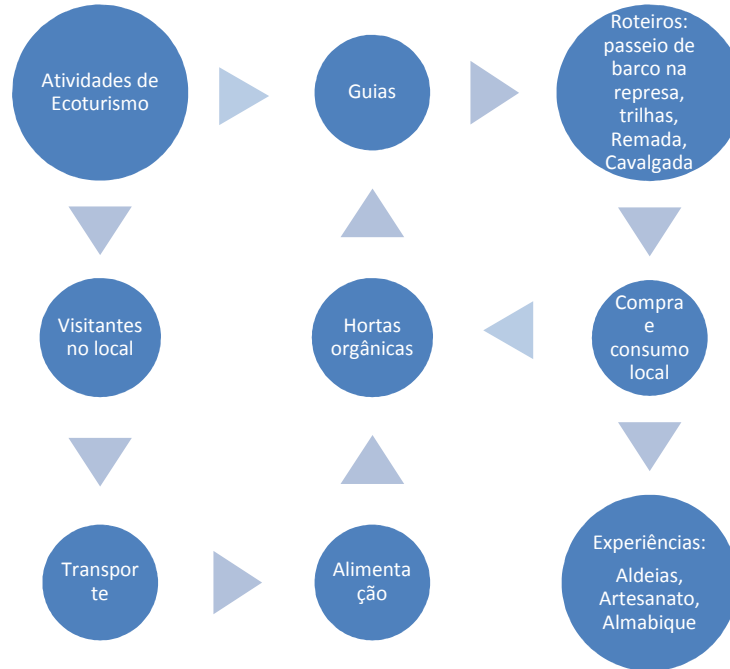 Atividades de
Ecoturismo
Guias
Roteiros:
passeio de
barco na
represa,
trilhas,
Remada,
Cavalgada
Visitantes
no local
Hortas
orgânicas
Compra
e
consumo
local
Transpor
te
Alimenta
ção
Experiências:
Aldeias,
Artesanato,
Almabique